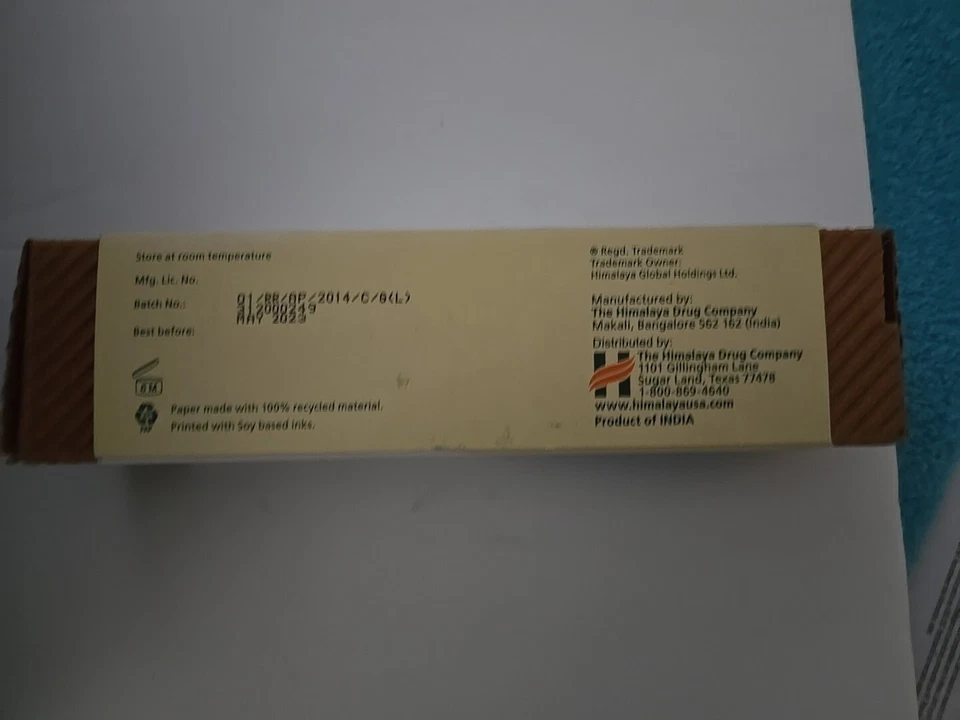 Store at room temperature
Mfg. Lic. No.
Batch No.:
Best before:
01/RR/AP/2014/C/G(L)
31200249
MAY 2023
6 M
Paper made with 100% recycled material.
Printed with Soy based inks.
® Regd. Trademark
Trademark Owner:
Himalaya Global Holdings Ltd.
Manufactured by:
The Himalaya Drug Company
Makali, Bangalore 562 162 (India)
Distributed by:
The Himalaya Drug Company
1101 Gillingham Lane
Sugar Land, Texas 77478
1-800-869-4640
www.himalayausa.com
Product of INDIA